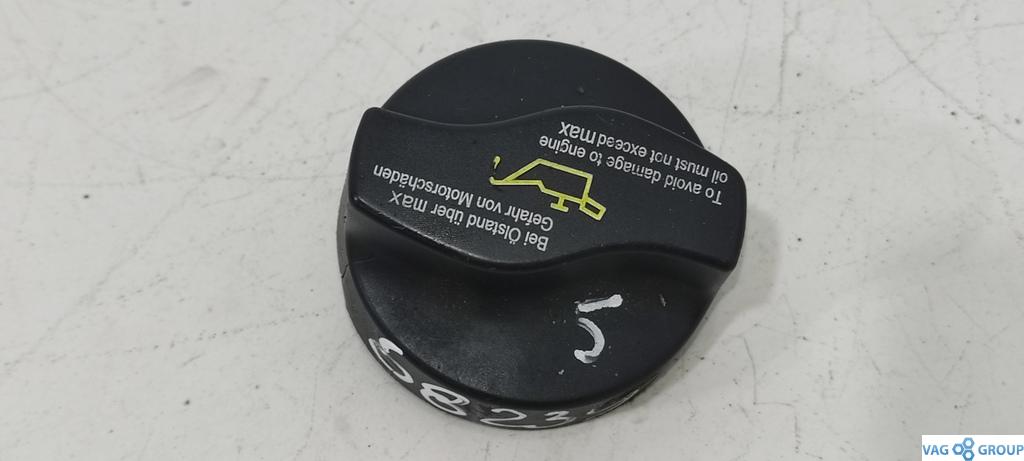 To avoid damage to engine
oil must not exceed max
Bei Ölstand über max
Gefahr von Motorschäden
5
5823
VAG GROUP